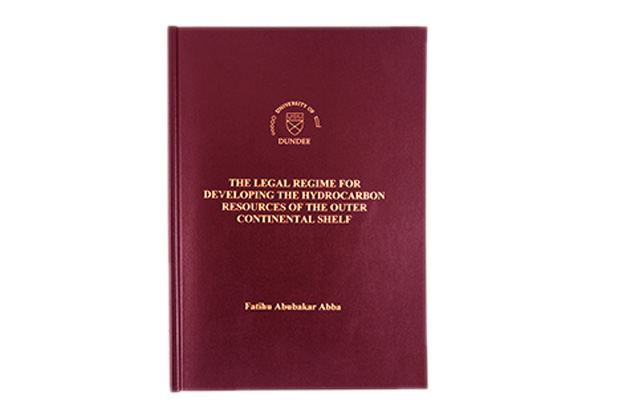 UNIVERSITY OF
DUNDEE
THE LEGAL REGIME FOR
DEVELOPING THE HYDROCARBON
RESOURCES OF THE OUTER
CONTINENTAL SHELF
Fatihu Abubakar Abba